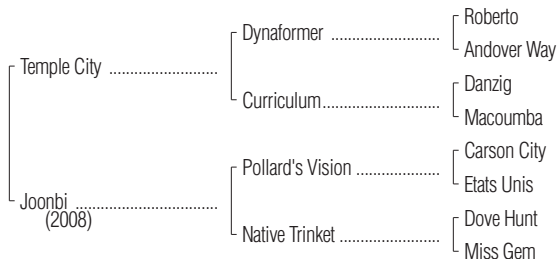 Roberto
Dynaformer
Andover Way
Temple City
Danzig
Curriculum
Macoumba
Carson City
Pollard's Vision
Etats Unis
Joonbi
(2008)
Dove Hunt
Native Trinket
Miss Gem